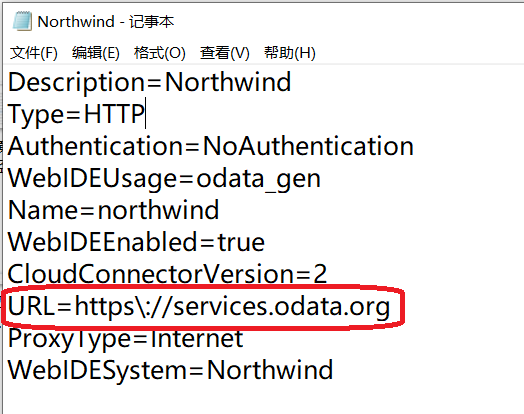 Northwind - 记事本
文件(F) 编辑(E) 格式(O) 查看(V) 帮助(H)
Description=Northwind
Type=HTTP
Authentication=NoAuthentication
WebIDEUsage=odata_gen
Name=northwind
WebIDEEnabled=true
CloudConnectorVersion=2
URL=https\://services.odata.org
ProxyType=Internet
WebIDESystem=Northwind